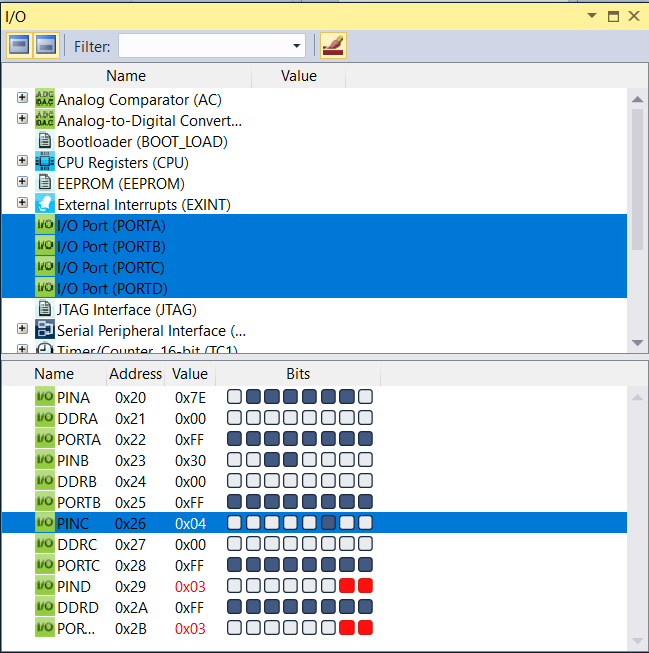 I/O
Filter:
Name Value
Analog Comparator (AC)
Analog-to-Digital Convert...
Bootloader (BOOT_LOAD)
CPU Registers (CPU)
EEPROM (EEPROM)
External Interrupts (EXINT)
I/O I/O Port (PORTA)
I/O I/O Port (PORTB)
I/O I/O Port (PORTC)
I/O I/O Port (PORTD)
JTAG Interface (JTAG)
Serial Peripheral Interface (...
Timer/Counter, 16-bit (TC1)
Name Address Value Bits
I/O PINA 0x20 0x7E
I/O DDRA 0x21 0x00
I/O PORTA 0x22 0xFF
I/O PINB 0x23 0x30
I/O DDRB 0x24 0x00
I/O PORTB 0x25 0xFF
I/O PINC 0x26 0x04
I/O DDRC 0x27 0x00
I/O PORTC 0x28 0xFF
I/O PIND 0x29 0x03
I/O DDRD 0x2A 0xFF
I/O POR... 0x2B 0x03